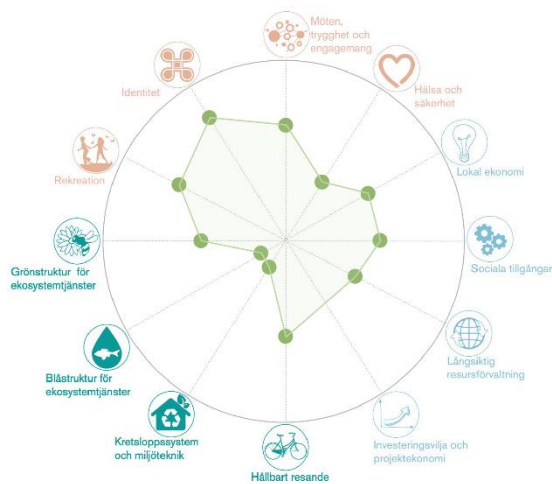 Möten,
trygghet och
engagemang
Hälsa och
säkerhet
Lokal ekonomi
Sociala tillgångar
Långsiktig
resursförvaltning
Investeringsvilja och
projektekonomi
Hållbart resande
Kretsloppssystem
och miljöteknik
Blåstruktur för
ekosystemtjänster
Grönstruktur för
ekosystemtjänster
Rekreation
Identitet